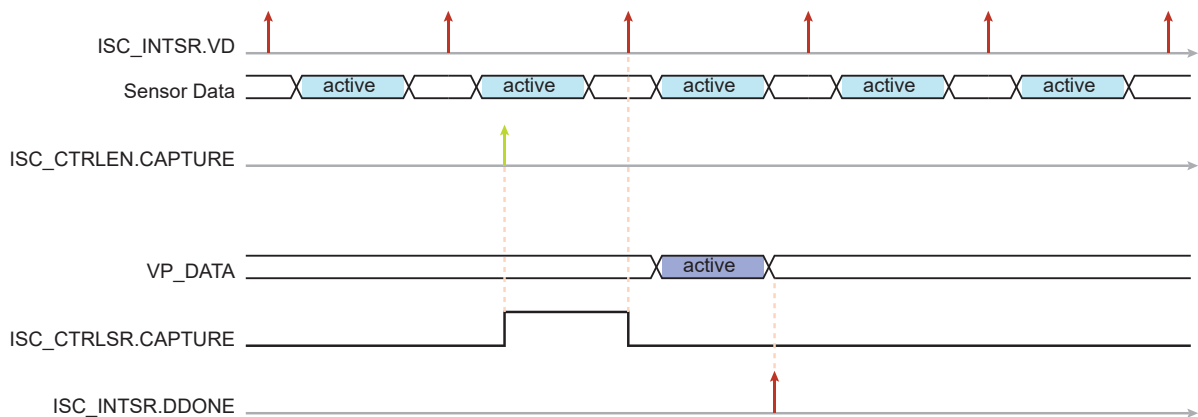 ISC_INTSR.VD
Sensor Data active active active active active
ISC_CTRLEN.CAPTURE
VP_DATA active
ISC_CTRLSR.CAPTURE
ISC_INTSR.DDONE